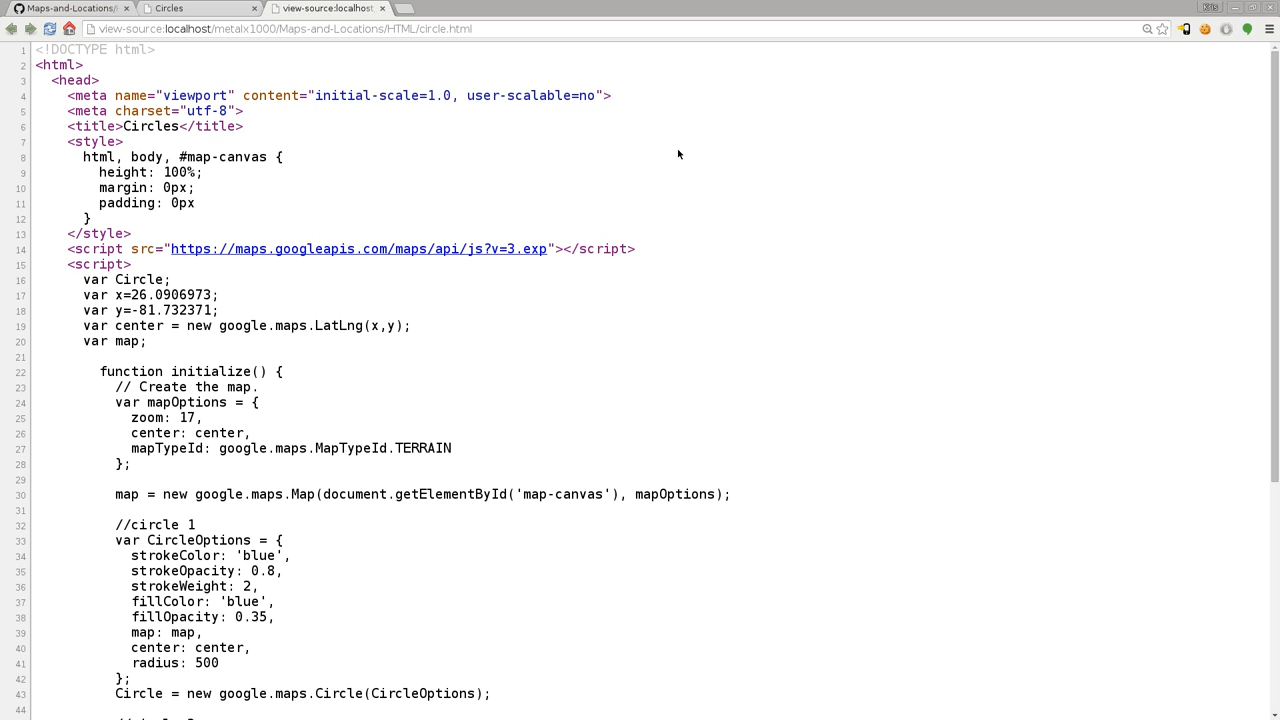 Maps-and-Locations/ Circles view-source:localhost
view-source:localhost/metalx1000/Maps-and-Locations/HTML/circle.html
1 <!DOCTYPE html>
2 <html>
3 <head>
4 <meta name="viewport" content="initial-scale=1.0, user-scalable=no">
5 <meta charset="utf-8">
6 <title>Circles</title>
7 <style>
8 html, body, #map-canvas {
9 height: 100%;
10 margin: 0px;
11 padding: 0px
12 }
13 </style>
14 <script src="https://maps.googleapis.com/maps/api/js?v=3.exp"></script>
15 <script>
16 var Circle;
17 var x=26.0906973;
18 var y=-81.732371;
19 var center = new google.maps.LatLng(x,y);
20 var map;
21
22 function initialize() {
23 // Create the map.
24 var mapOptions = {
25 zoom: 17,
26 center: center,
27 mapTypeId: google.maps.MapTypeId.TERRAIN
28 };
29
30 map = new google.maps.Map(document.getElementById('map-canvas'), mapOptions);
31
32 //circle 1
33 var CircleOptions = {
34 strokeColor: 'blue',
35 strokeOpacity: 0.8,
36 strokeWeight: 2,
37 fillColor: 'blue',
38 fillOpacity: 0.35,
39 map: map,
40 center: center,
41 radius: 500
42 };
43 Circle = new google.maps.Circle(CircleOptions);
44